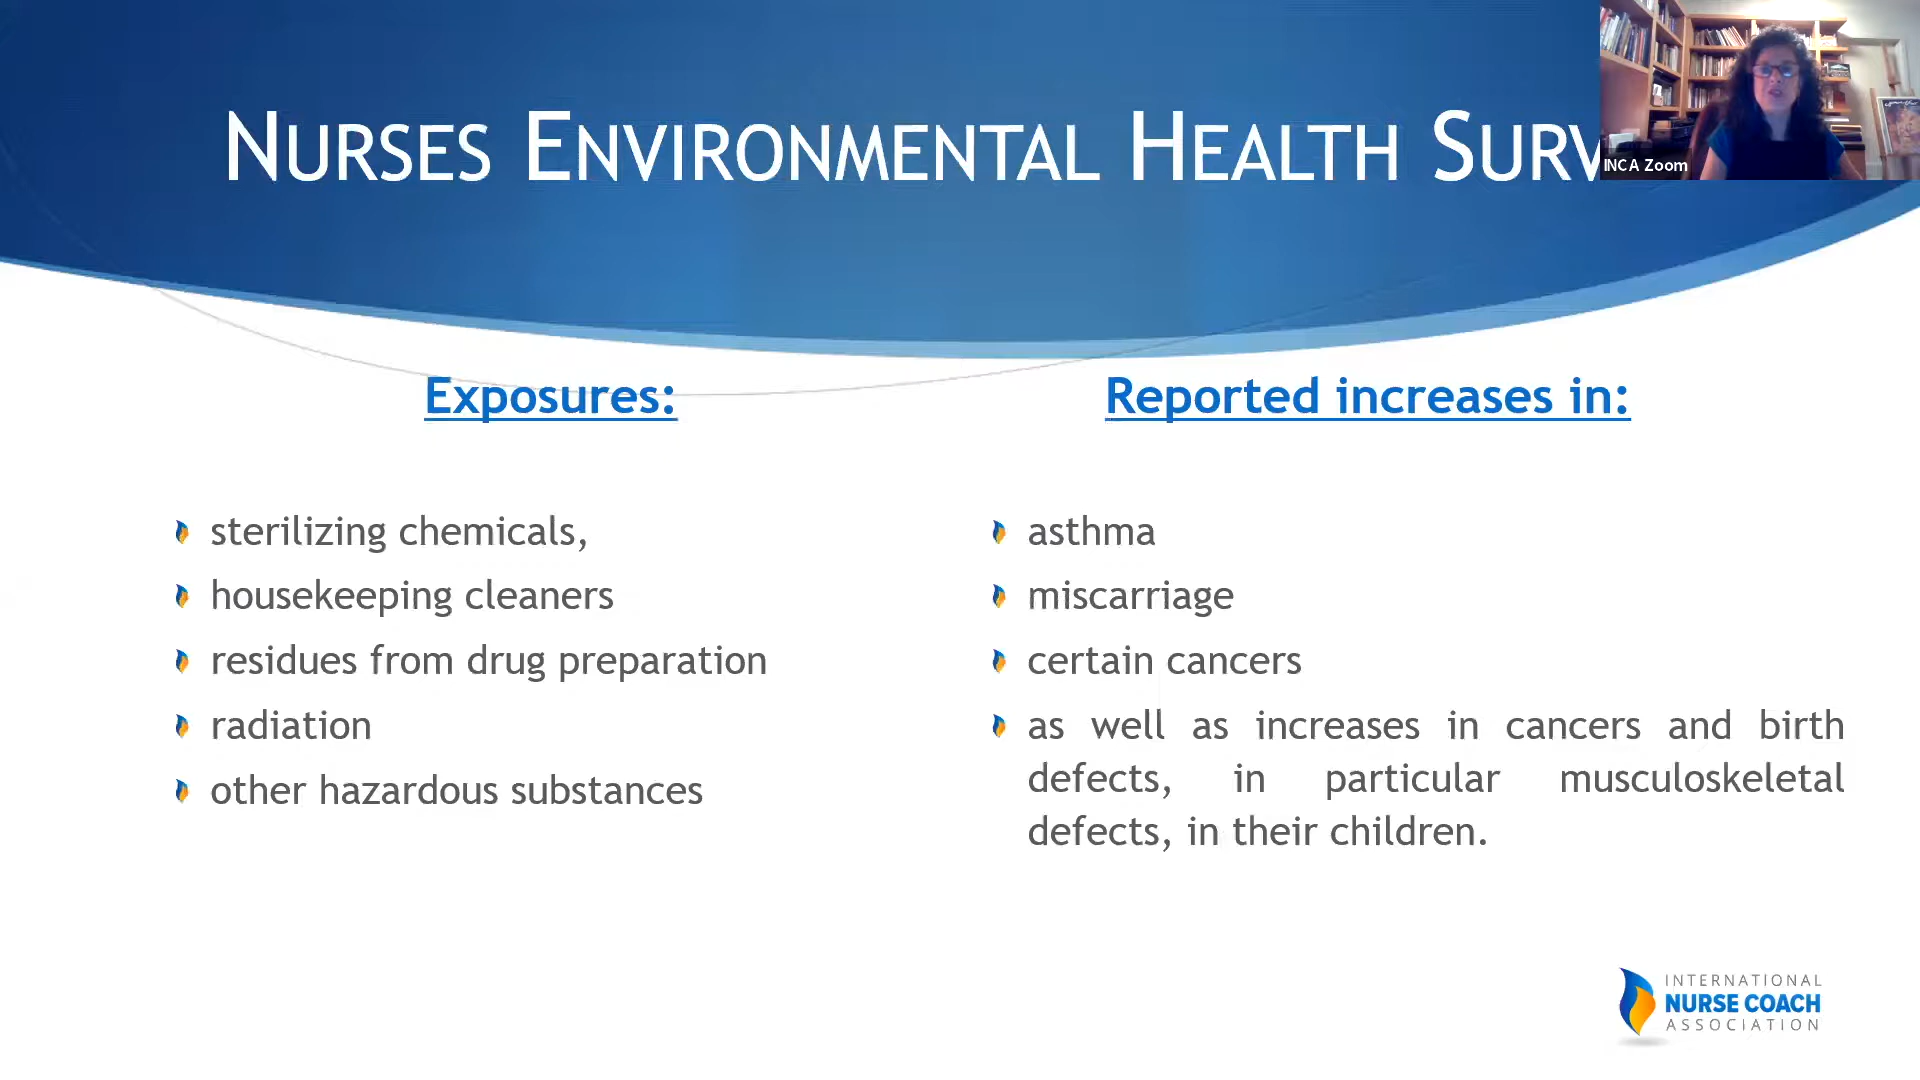 NURSES ENVIRONMENTAL HEALTH SURV
INCA Zoom
Exposures:
sterilizing chemicals,
housekeeping cleaners
residues from drug preparation
radiation
other hazardous substances
Reported increases in:
asthma
miscarriage
certain cancers
as well as increases in cancers and birth
defects, in particular musculoskeletal
defects, in their children.
INTERNATIONAL
NURSE COACH
ASSOCIATION